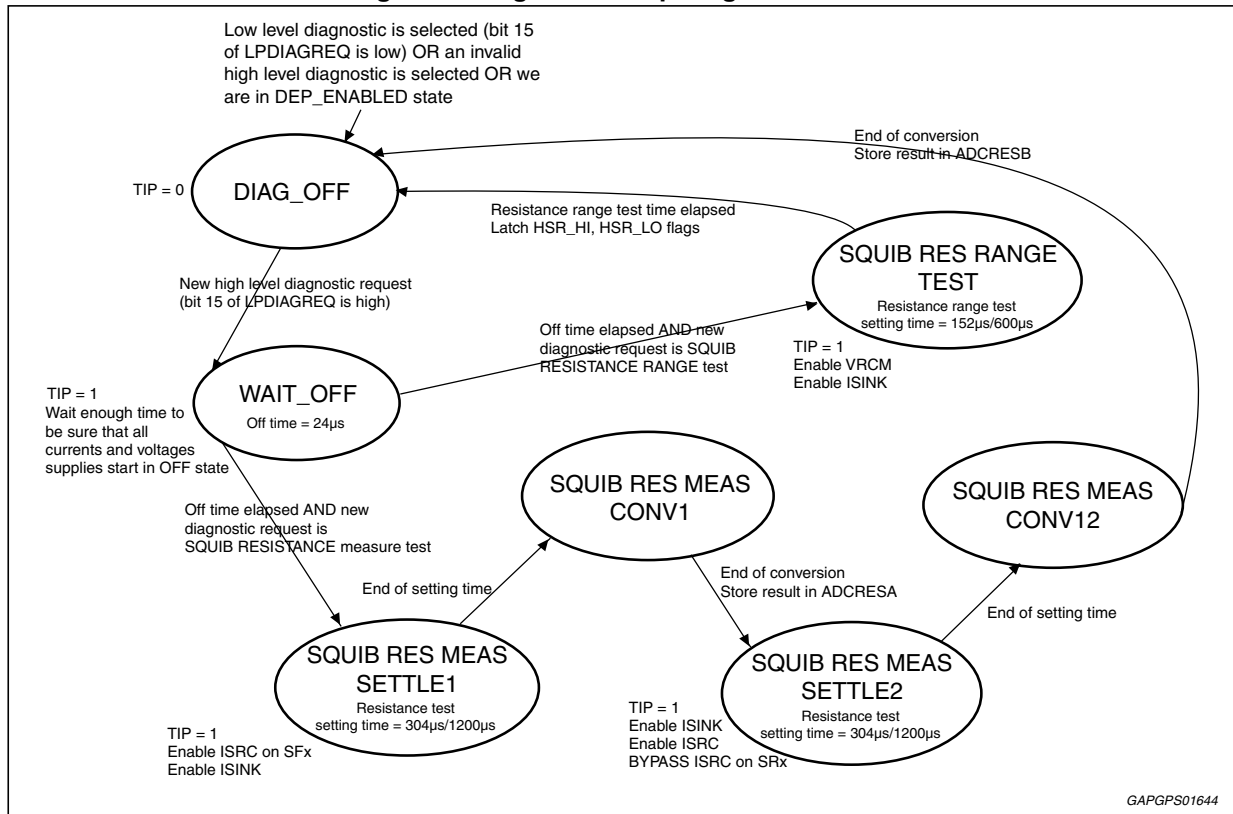 Low level diagnostic is selected (bit 15
of LPDIAGREQ is low) OR an invalid
high level diagnostic is selected OR we
are in DEP_ENABLED state
End of conversion
Store result in ADCRESB
TIP = 0
DIAG_OFF
Resistance range test time elapsed
Latch HSR_HI, HSR_LO flags
SQUIB RES RANGE
TEST
Resistance range test
setting time = 152µs/600µs
New high level diagnostic request
(bit 15 of LPDIAGREQ is high)
Off time elapsed AND new
diagnostic request is SQUIB
RESISTANCE RANGE test
TIP = 1
Enable VRCM
Enable ISINK
TIP = 1
Wait enough time to
be sure that all
currents and voltages
supplies start in OFF state
WAIT_OFF
Off time = 24µs
SQUIB RES MEAS
CONV1
SQUIB RES MEAS
CONV12
Off time elapsed AND new
diagnostic request is
SQUIB RESISTANCE measure test
End of setting time
End of conversion
Store result in ADCRESA
End of setting time
SQUIB RES MEAS
SETTLE1
Resistance test
setting time = 304µs/1200µs
TIP = 1
Enable ISRC on SFx
Enable ISINK
SQUIB RES MEAS
SETTLE2
Resistance test
setting time = 304µs/1200µs
TIP = 1
Enable ISINK
Enable ISRC
BYPASS ISRC on SRx
GAPGPS01644